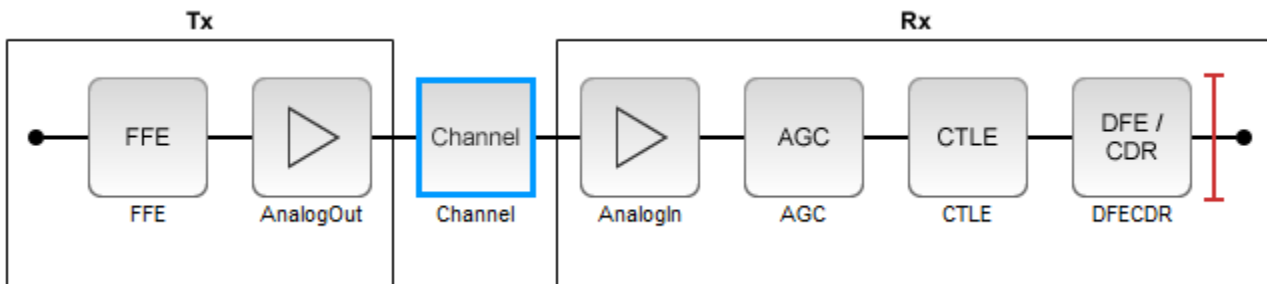 Tx
Rx
FFE
Channel
AGC
CTLE
DFE /
CDR
FFE
AnalogOut
Channel
AnalogIn
AGC
CTLE
DFECDR